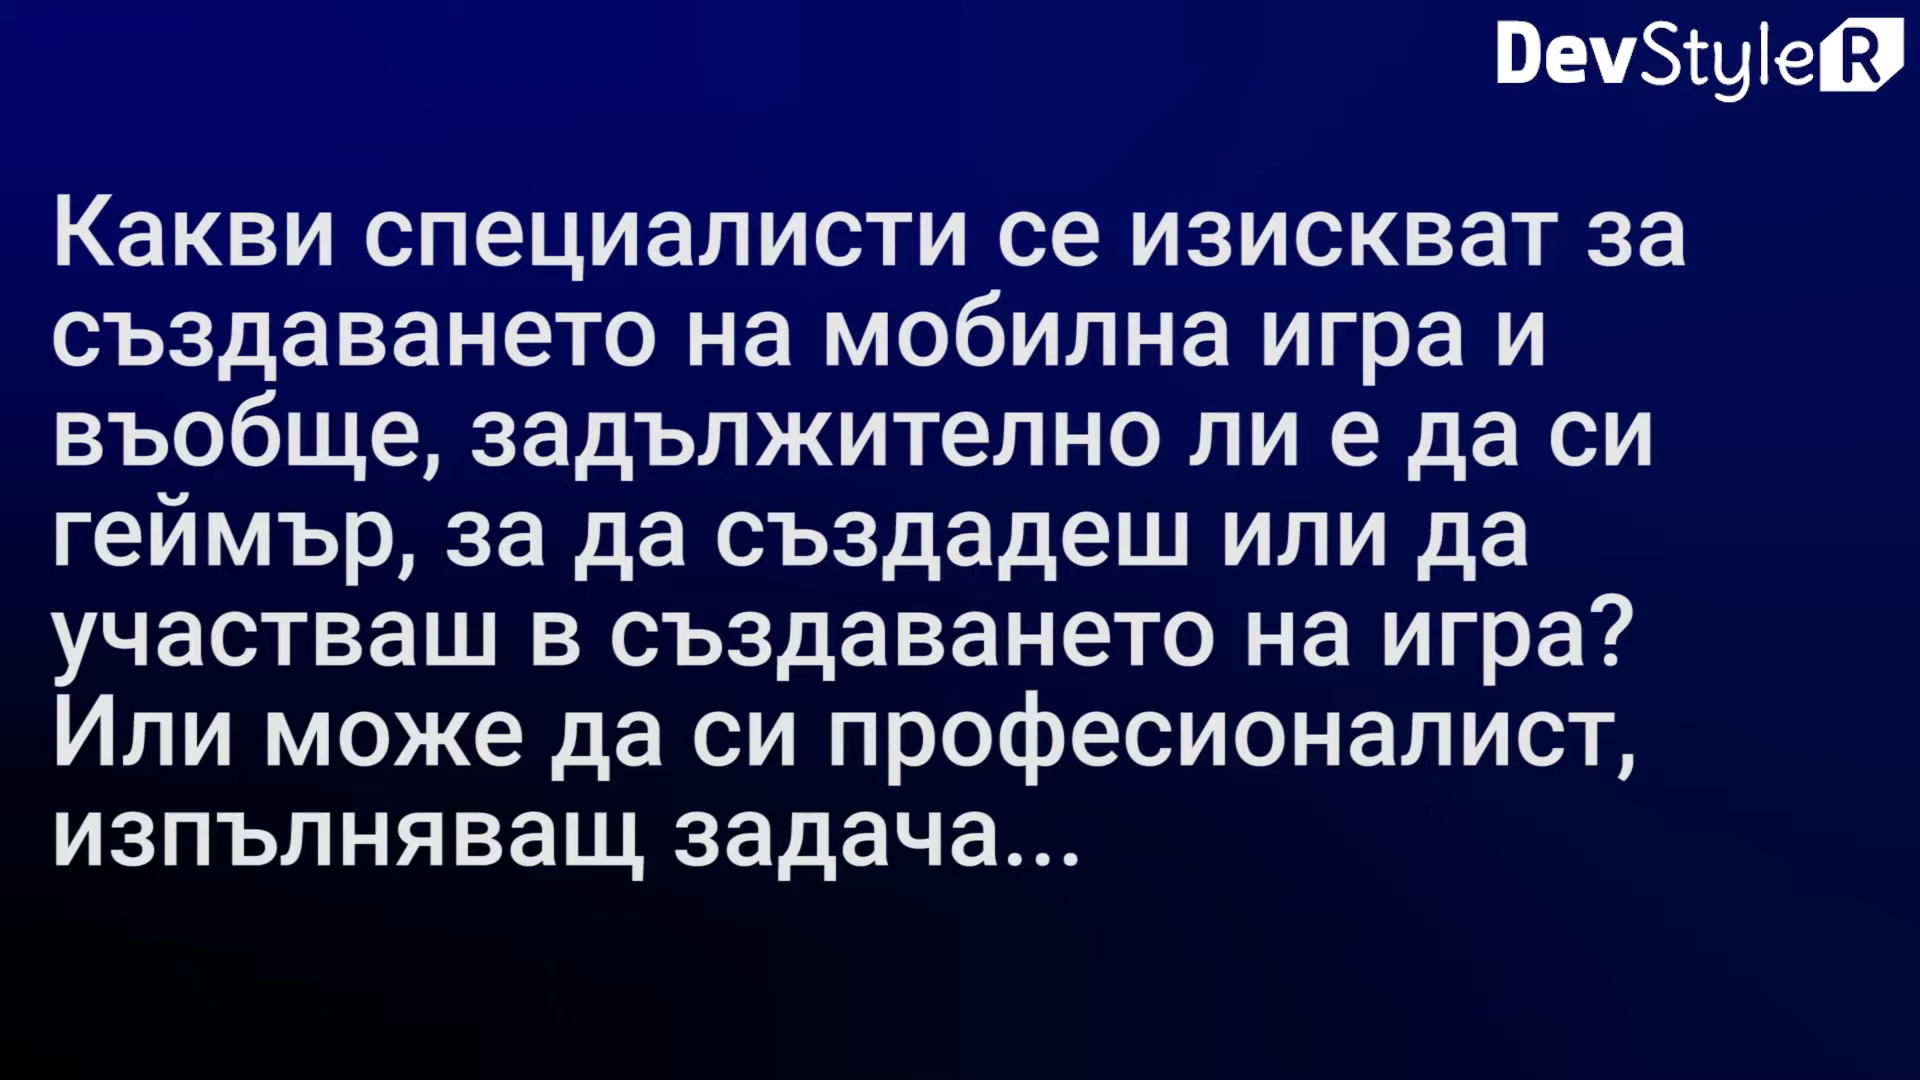 DevStyleR
Какви специалисти се изискват за
създаването на мобилна игра и
въобще, задължително ли е да си
геймър, за да създадеш или да
участваш в създаването на игра?
Или може да си професионалист,
изпълняващ задача...